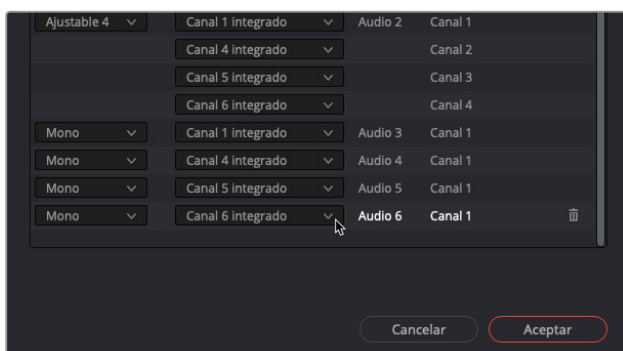 Ajustable 4 Canal 1 integrado Audio 2 Canal 1
Canal 4 integrado Canal 2
Canal 5 integrado Canal 3
Canal 6 integrado Canal 4
Mono Canal 1 integrado Audio 3 Canal 1
Mono Canal 4 integrado Audio 4 Canal 1
Mono Canal 5 integrado Audio 5 Canal 1
Mono Canal 6 integrado Audio 6 Canal 1
Cancelar Aceptar